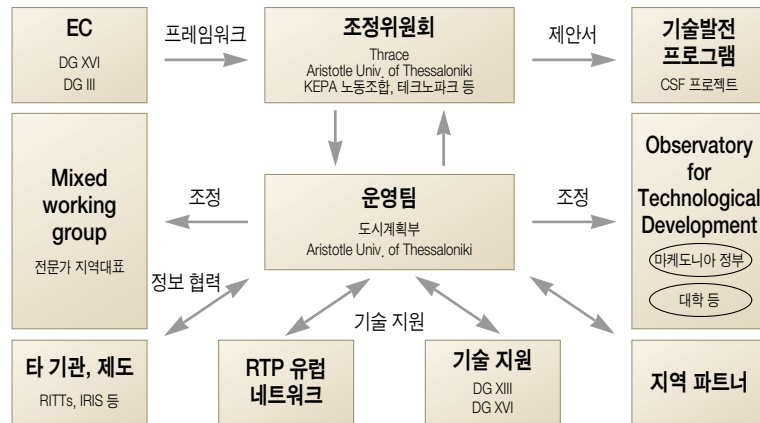 EC
DG XVI
DG III
프레임워크
조정위원회
Thrace
Aristotle Univ. of Thessaloniki
KEPA 노동조합, 테크노파크 등
제안서
기술발전
프로그램
CSF 프로젝트
Mixed
working
group
전문가 지역대표
조정
운영팀
도시계획부
Aristotle Univ. of Thessaloniki
조정
Observatory
for
Technological
Development
마케도니아 정부
대학 등
정보 협력
기술 지원
타 기관, 제도
RITTs, IRIS 등
RTP 유럽
네트워크
기술 지원
DG XIII
DG XVI
지역 파트너